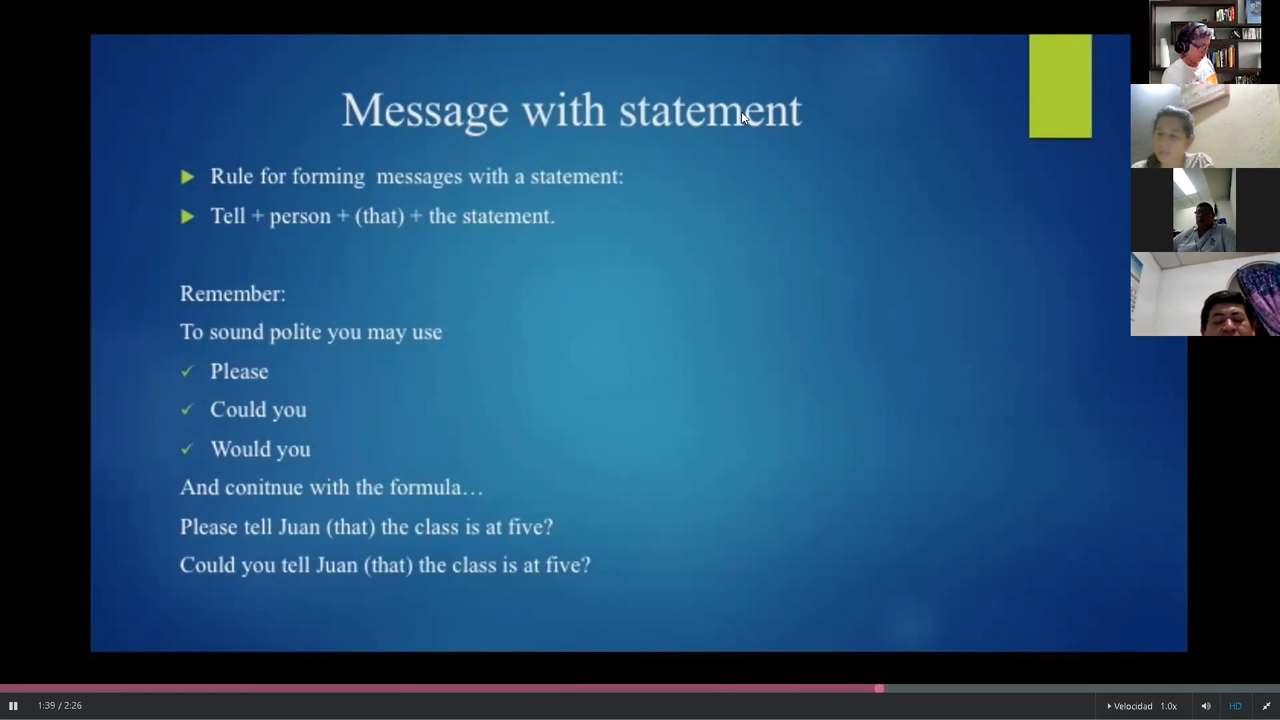 Message with statement
Rule for forming messages with a statement:
Tell + person + (that) + the statement.
Remember:
To sound polite you may use
Please
Could you
Would you
And conitnue with the formula…
Please tell Juan (that) the class is at five?
Could you tell Juan (that) the class is at five?
1:39 / 2:26
Velocidad 1.0x
HD